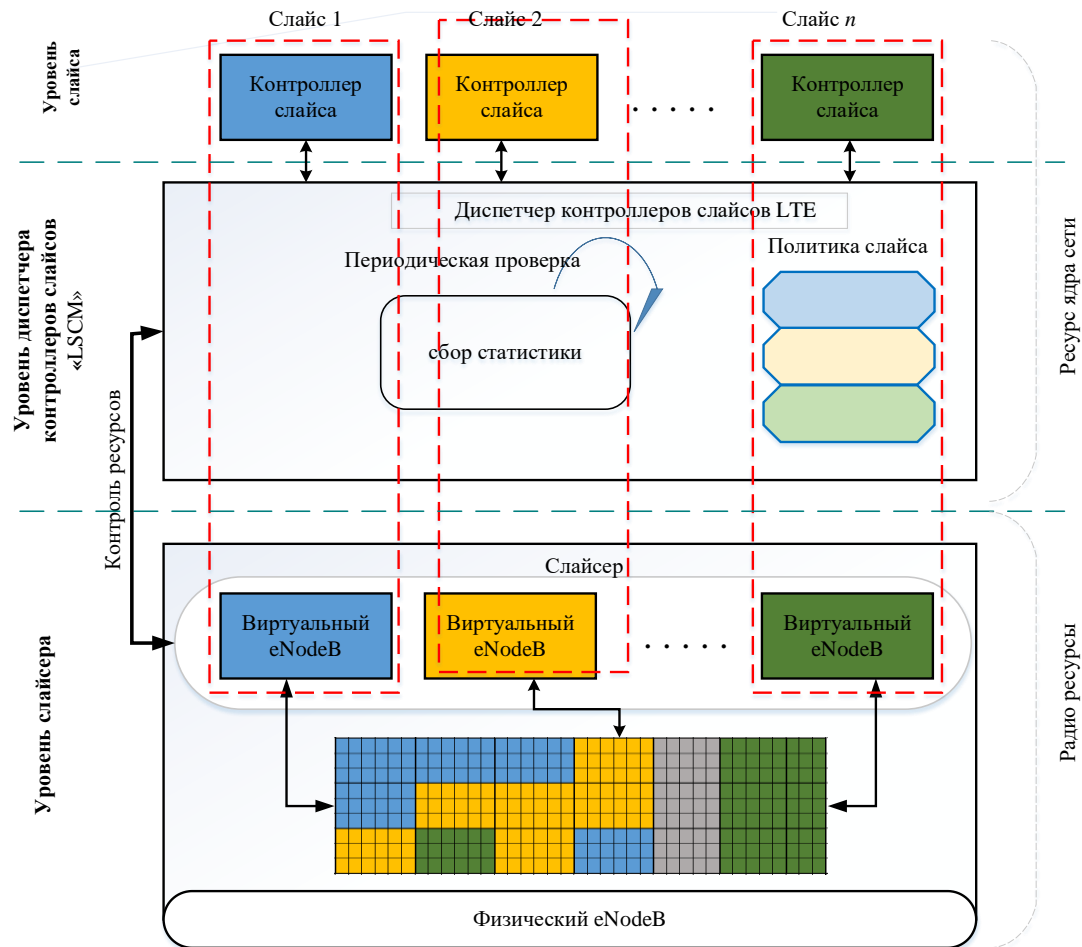 Слайс 1
Слайс 2
Слайс n
Уровень
слайса
Контроллер
слайса
Контроллер
слайса
. . . . .
Контроллер
слайса
Диспетчер контроллеров слайсов LTE
Периодическая проверка
Политика слайса
сбор статистики
Уровень диспетчера
контроллеров слайсов
«LSCM»
Ресурс ядра сети
Контроль ресурсов
Слайсер
Виртуальный
eNodeB
Виртуальный
eNodeB
. . . . .
Виртуальный
eNodeB
Уровень слайсера
Радио ресурсы
Физический eNodeB